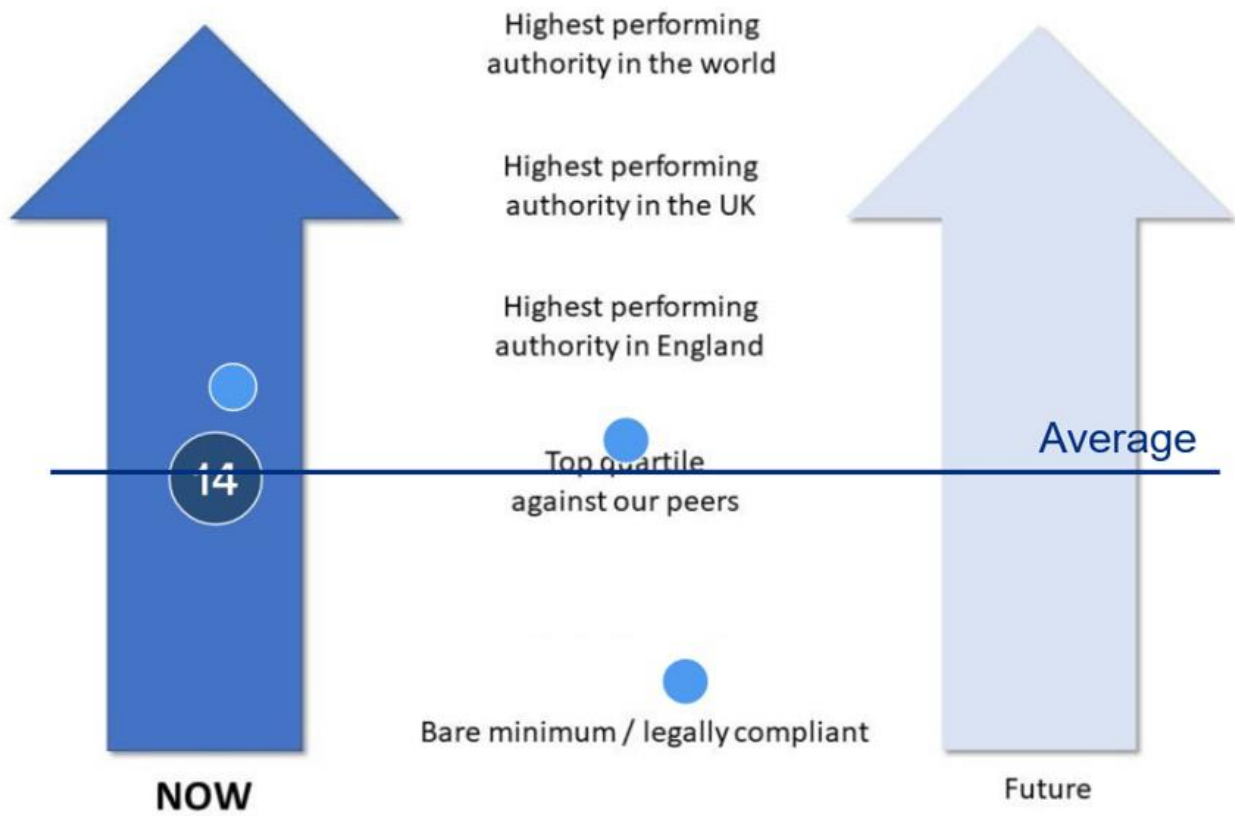 Highest performing
authority in the world
Highest performing
authority in the UK
Highest performing
authority in England
Average
14
Top quartile
against our peers
Bare minimum / legally compliant
NOW
Future